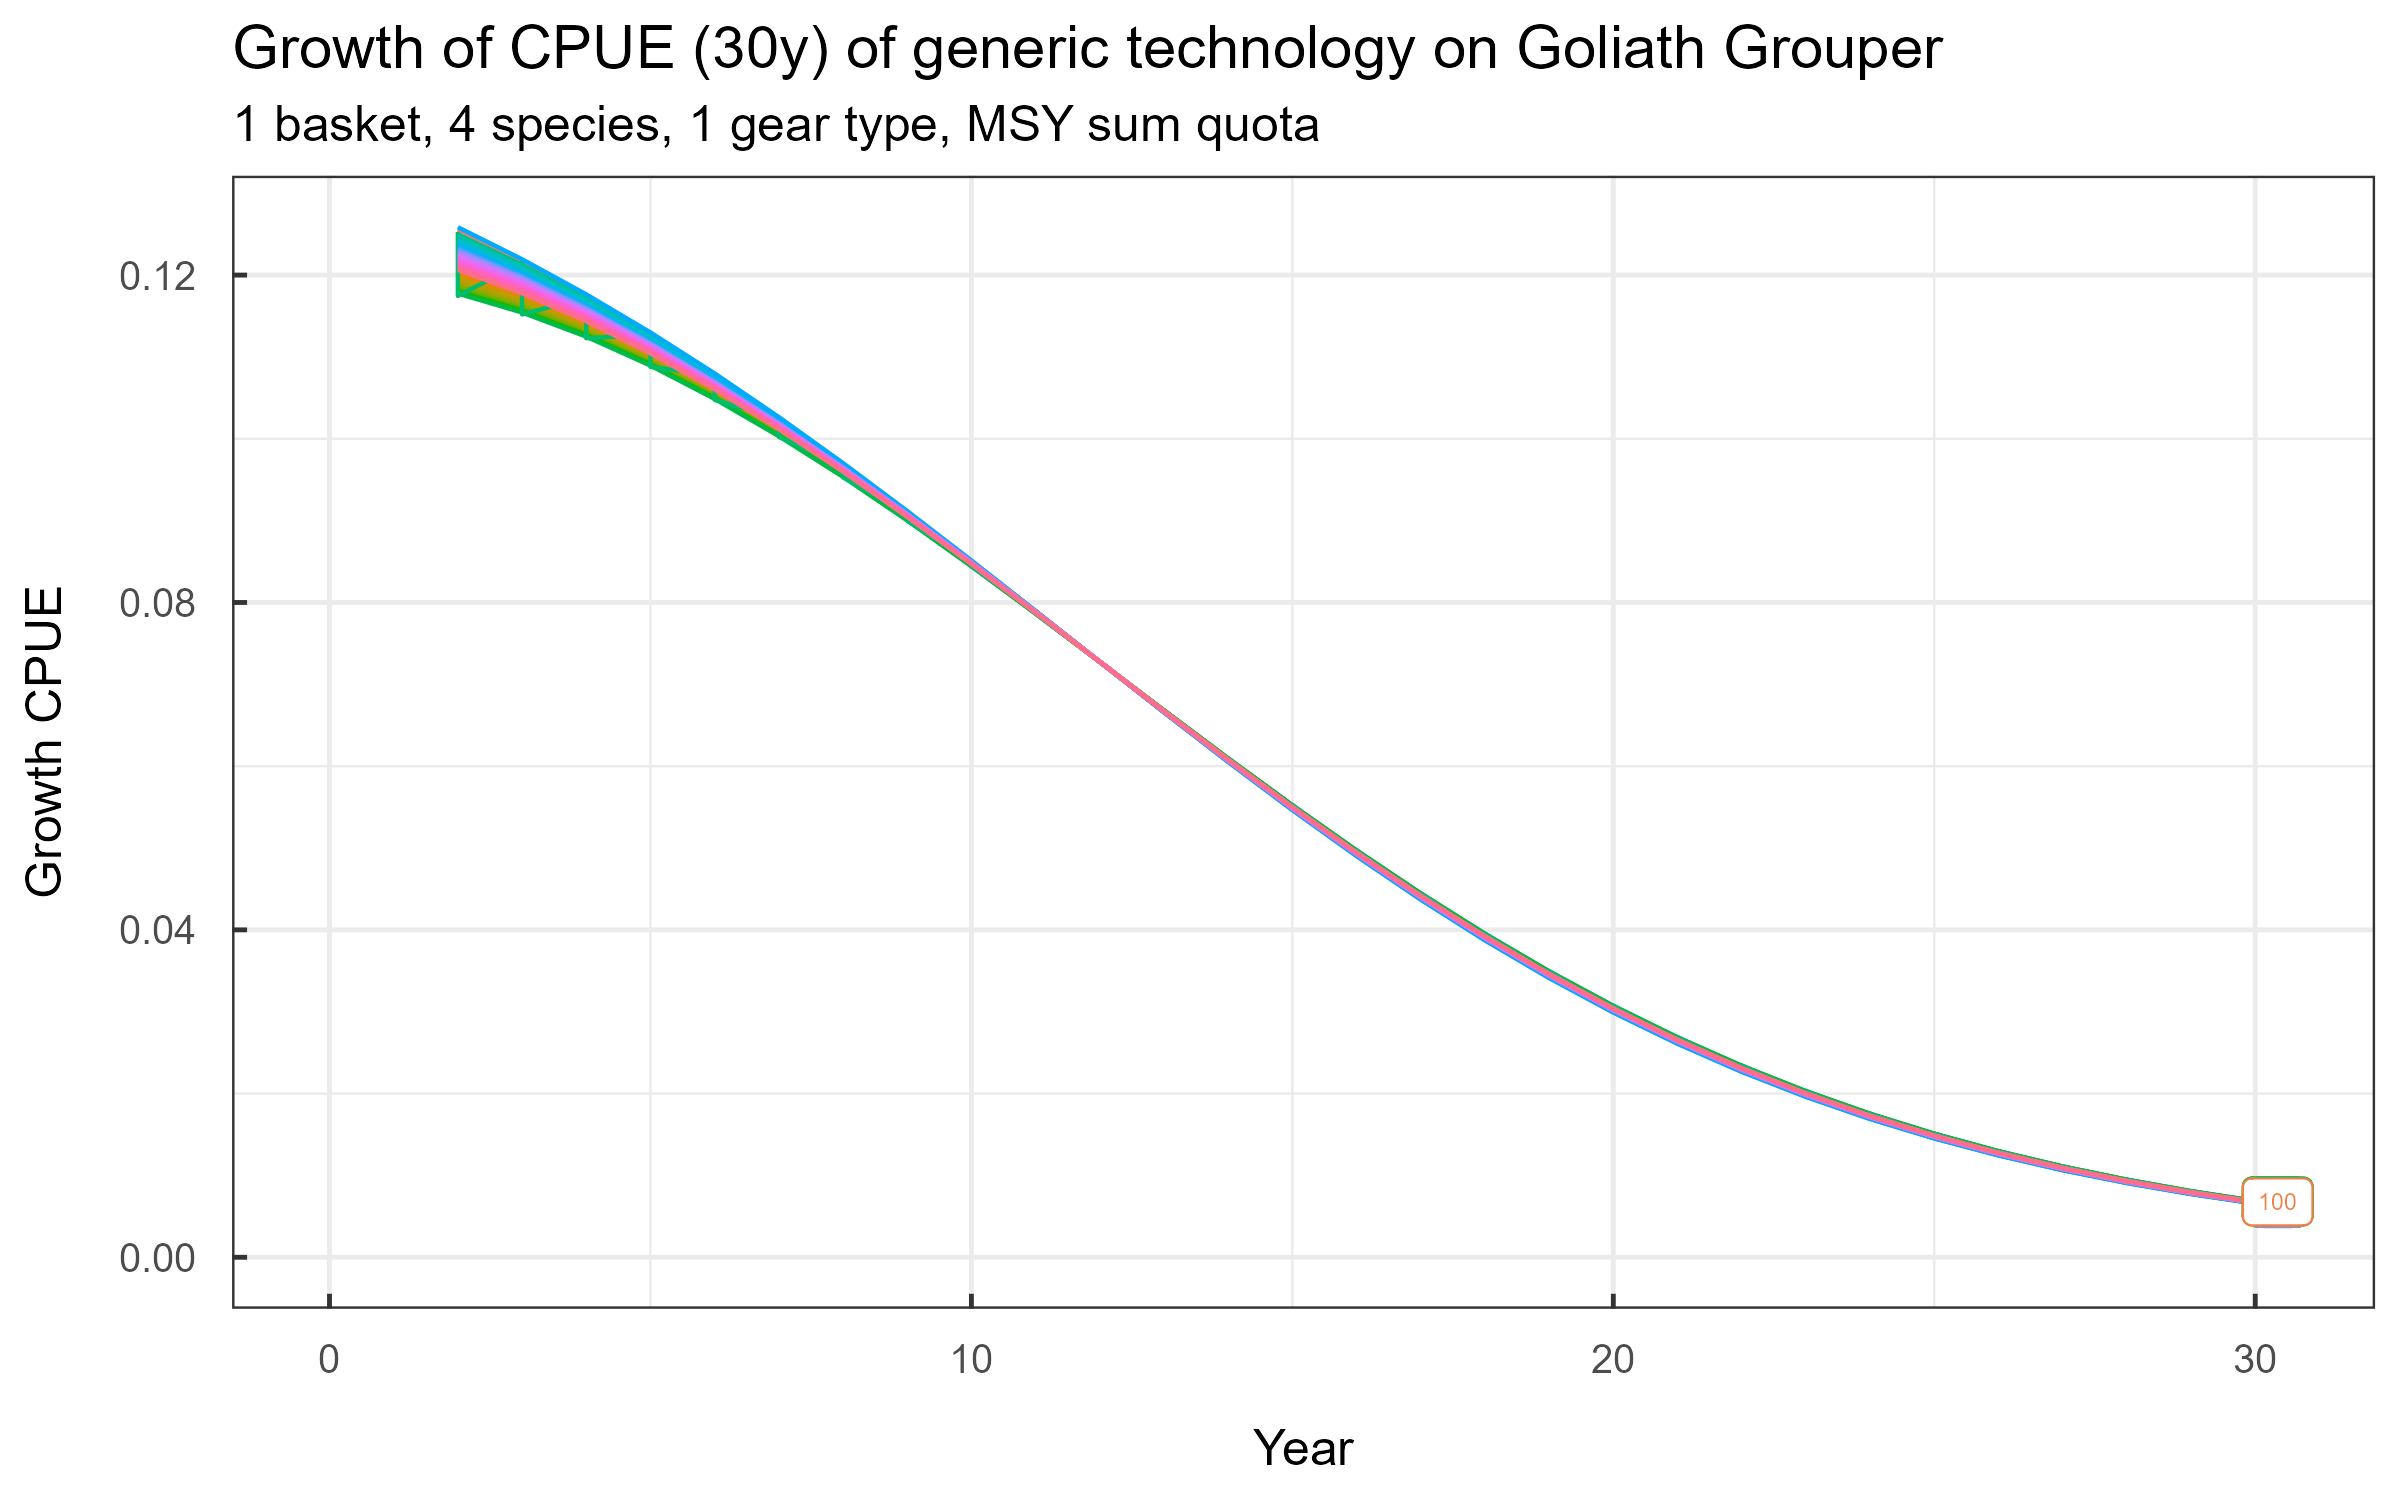 Growth of CPUE (30y) of generic technology on Goliath Grouper
1 basket, 4 species, 1 gear type, MSY sum quota
Growth CPUE
0.12
0.08
0.04
0.00
100
0
10
20
30
Year